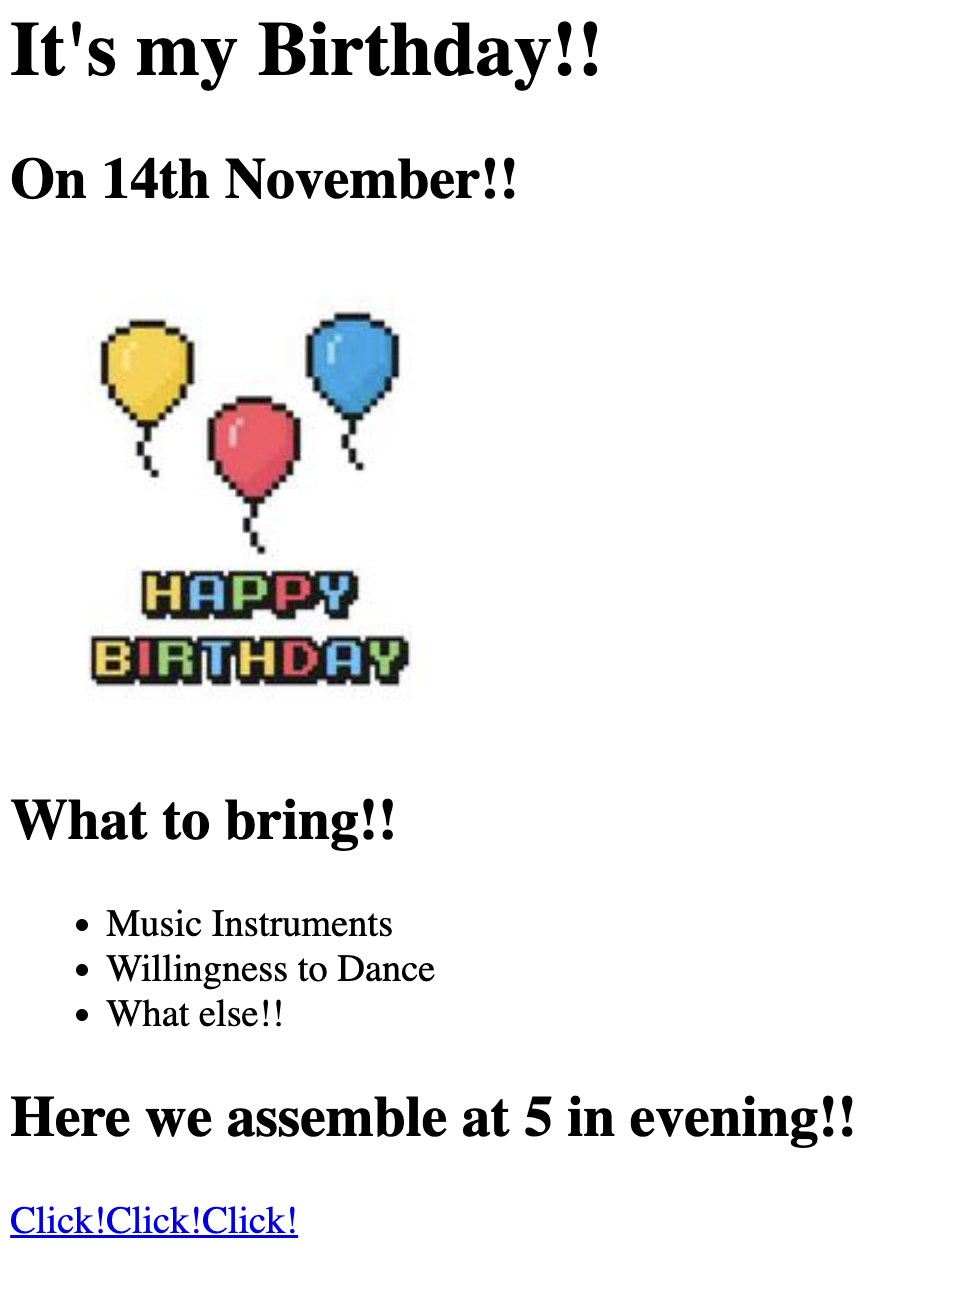 It's my Birthday!!
On 14th November!!
HAPPY
BIRTHDAY
What to bring!!
Music Instruments
Willingness to Dance
What else!!
Here we assemble at 5 in evening!!
Click!Click!Click!